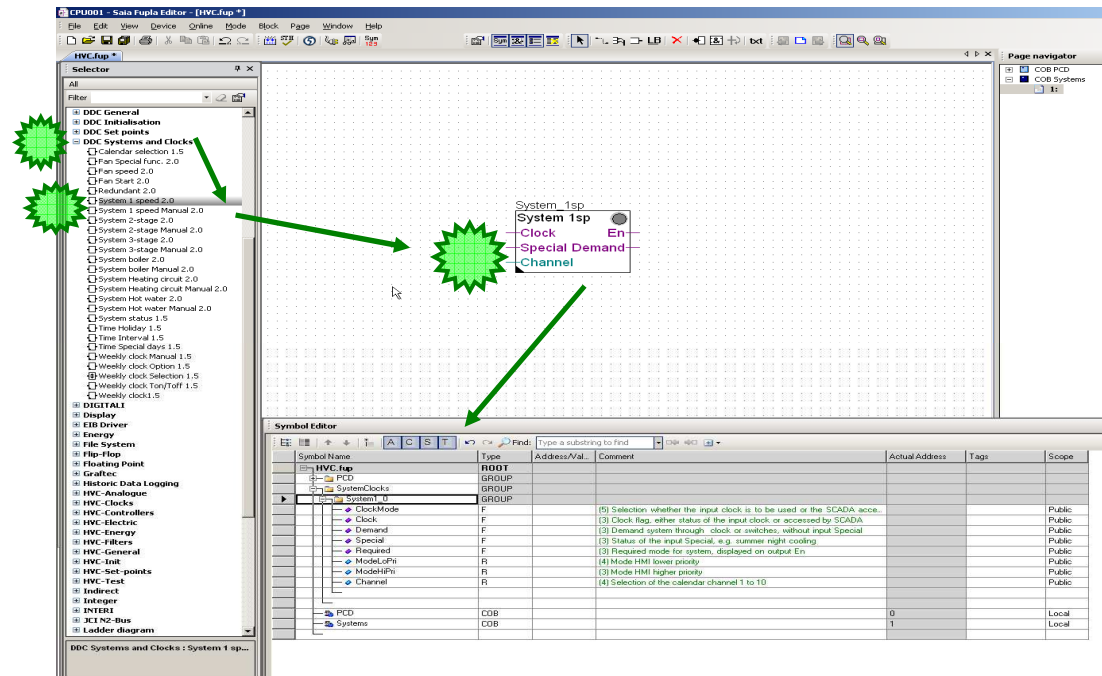 CPU001 - Saia Fupla Editor - [HVC.fup *]
File Edit View Device Online Mode Block Page Window Help
Sym
123
Sym LB txt
HVC.fup *
Selector
All
Filter
DDC General
DDC Initialisation
DDC Set points
DDC Systems and Clocks
Calendar selection 1.5
Fan Special func. 2.0
Fan speed 2.0
Fan Start 2.0
Redundant 2.0
System 1 speed 2.0
System 1 speed Manual 2.0
System 2-stage 2.0
System 2-stage Manual 2.0
System 3-stage 2.0
System 3-stage Manual 2.0
System boiler 2.0
System boiler Manual 2.0
System Heating circuit 2.0
System Heating circuit Manual 2.0
System Hot water 2.0
System Hot water Manual 2.0
System status 1.5
Time Holiday 1.5
Time Interval 1.5
Time Special days 1.5
Weekly clock Manual 1.5
Weekly clock Option 1.5
Weekly clock Selection 1.5
Weekly clock Ton/Toff 1.5
Weekly clock1.5
DIGITALI
Display
EIB Driver
Energy
File System
Flip-Flop
Floating Point
Graftec
Historic Data Logging
HVC-Analogue
HVC-Clocks
HVC-Controllers
HVC-Electric
HVC-Energy
HVC-Filters
HVC-General
HVC-Init
HVC-Set-points
HVC-Test
Indirect
Integer
INTERI
JCI N2-Bus
Ladder diagram
DDC Systems and Clocks : System 1 sp...
System_1sp
System 1sp
Clock En
Special Demand
Channel
Page navigator
COB PCD
COB Systems
1:
Symbol Editor
A C S T Find: Type a substring to find
Symbol Name Type Address/Val... Comment Actual Address Tags Scope
HVC.fup ROOT
PCD GROUP
SystemClocks GROUP
System1_0 GROUP
ClockMode F (5) Selection whether the input clock is to be used or the SCADA acce.. Public
Clock F (3) Clock flag, either status of the input clock or accessed by SCADA Public
Demand F (3) Demand system through clock or switches, without input Special Public
Special F (3) Status of the input Special, e.g. summer night cooling Public
Required F (3) Required mode for system, displayed on output En Public
ModeLoPri R (4) Mode HMI lower priority Public
ModeHiPri R (3) Mode HMI higher priority Public
Channel R (4) Selection of the calendar channel 1 to 10 Public
PCD COB 0 Local
Systems COB 1 Local